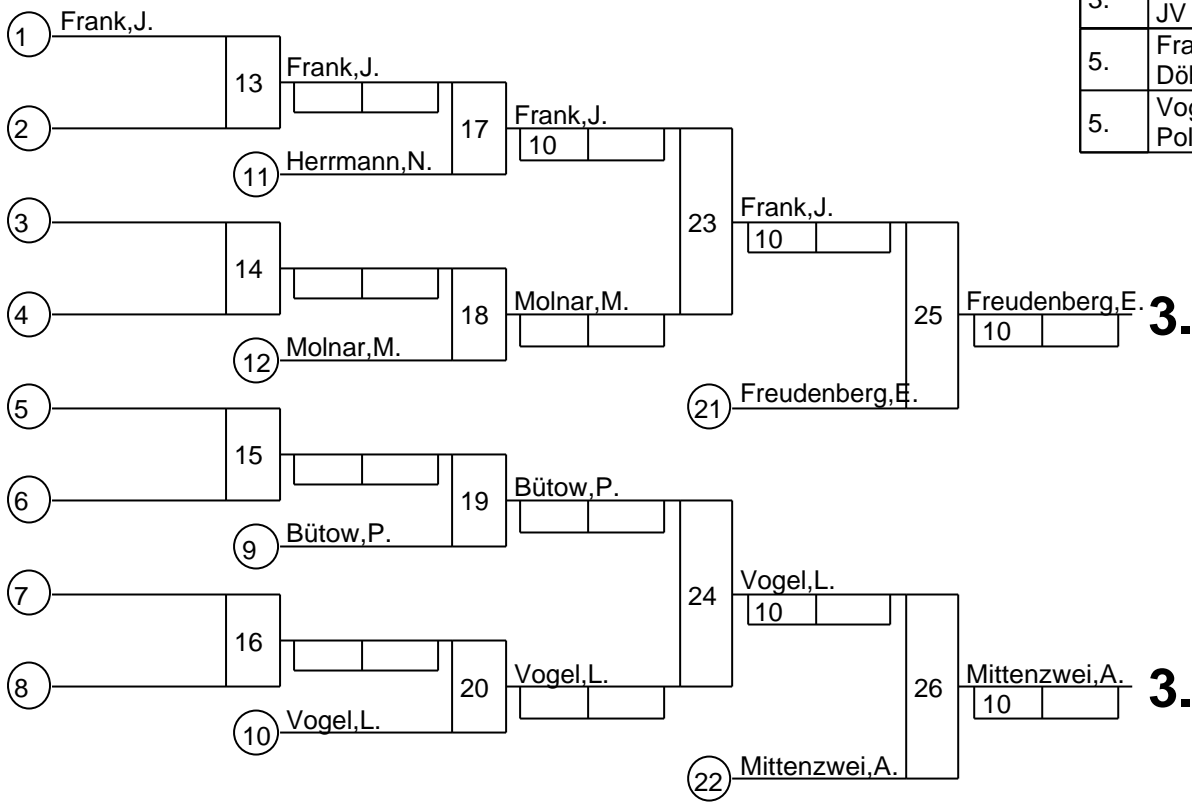 3.
JV
5.
5.
1 Frank,J.
13 Frank,J.
2
17 Frank,J.
10
11 Herrmann,N.
3
23 Frank,J.
10
14
4
18 Molnar,M.
25 Freudenberg,E. 3.
10
12 Molnar,M.
5
21 Freudenberg,E.
15
6
19 Bütow,P.
9 Bütow,P.
7
24 Vogel,L.
10
16
8
20 Vogel,L.
26 Mittenzwei,A. 3.
10
10 Vogel,L.
22 Mittenzwei,A.